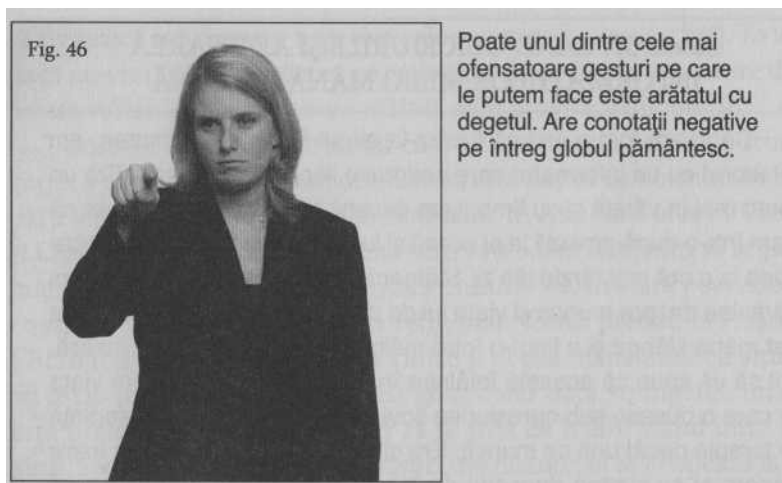 Fig. 46
Poate unul dintre cele nai
ofensatoare gesturi pe care
le putem face este arătatul cu
degetul. Are conotaţii negative
pe întreg globul pământesc.